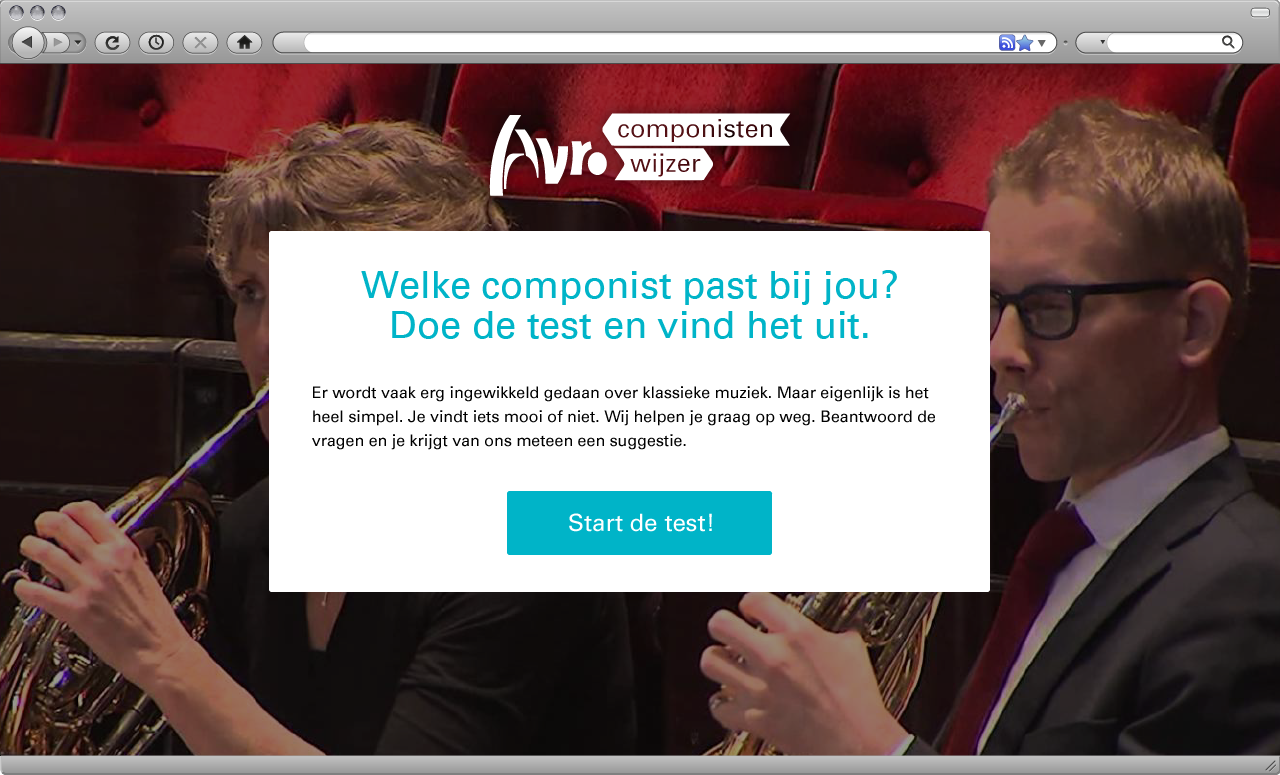 Avro
componisten
wijzer
Welke componist past bij jou?
Doe de test en vind het uit.
Er wordt vaak erg ingewikkeld gedaan over klassieke muziek. Maar eigenlijk is het
heel simpel. Je vindt iets mooi of niet. Wij helpen je graag op weg. Beantwoord de
vragen en je krijgt van ons meteen een suggestie.
Start de test!